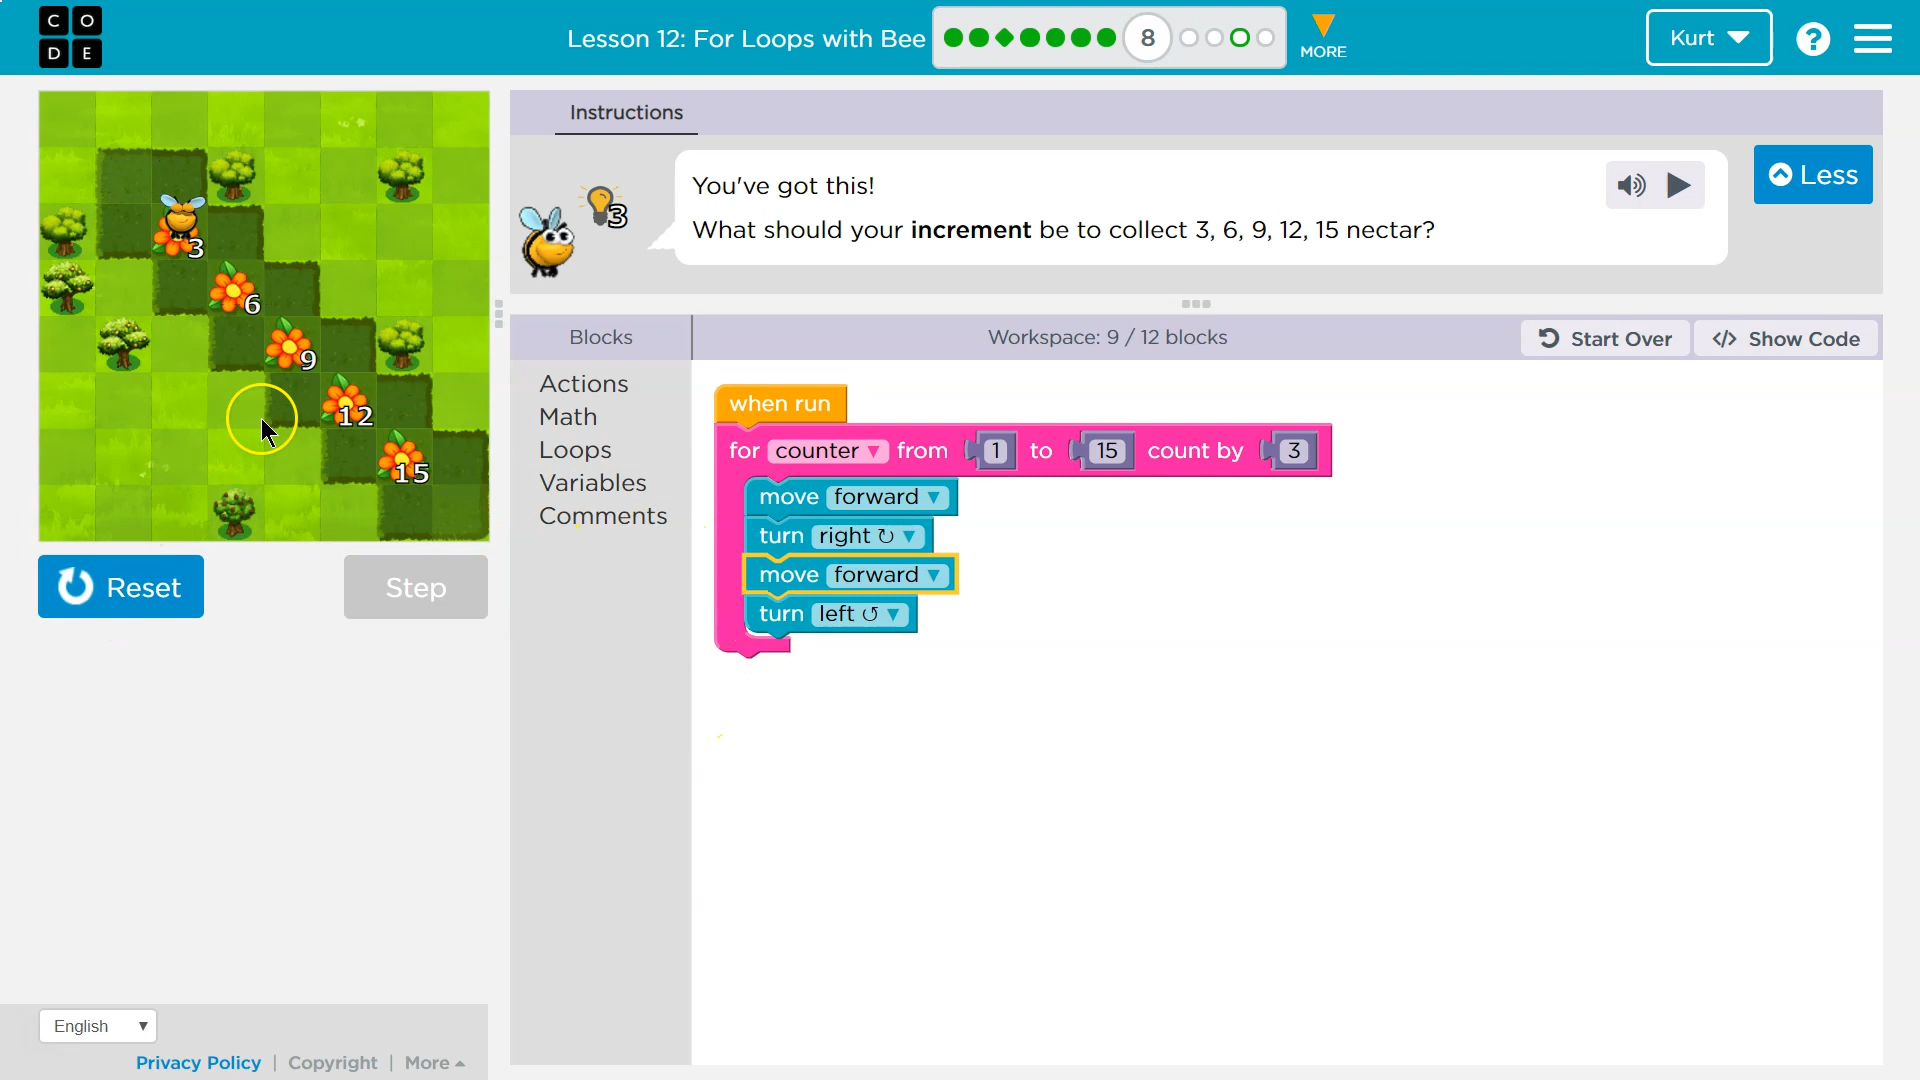 C O
D E
Lesson 12: For Loops with Bee
8
MORE
Kurt
?
Instructions
3
You've got this!
What should your increment be to collect 3, 6, 9, 12, 15 nectar?
Less
3
6
9
12
15
Reset
Step
Blocks
Workspace: 9 / 12 blocks
Start Over
Show Code
Actions
Math
Loops
Variables
Comments
when run
for counter ▼ from 1 to 15 count by 3
move forward ▼
turn right ↻ ▼
move forward ▼
turn left ↺ ▼
English
Privacy Policy | Copyright | More